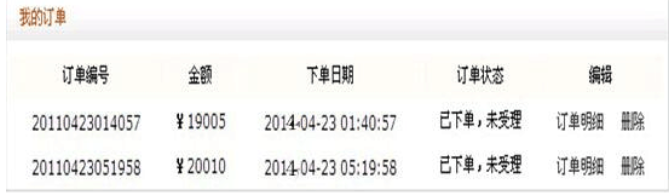 我的订单
订单编号 金额 下单日期 订单状态 编辑
20110423014057 ¥19005 2014-04-23 01:40:57 已下单，未受理 订单明细 删除
20110423051958 ¥20010 2014-04-23 05:19:58 已下单，未受理 订单明细 删除